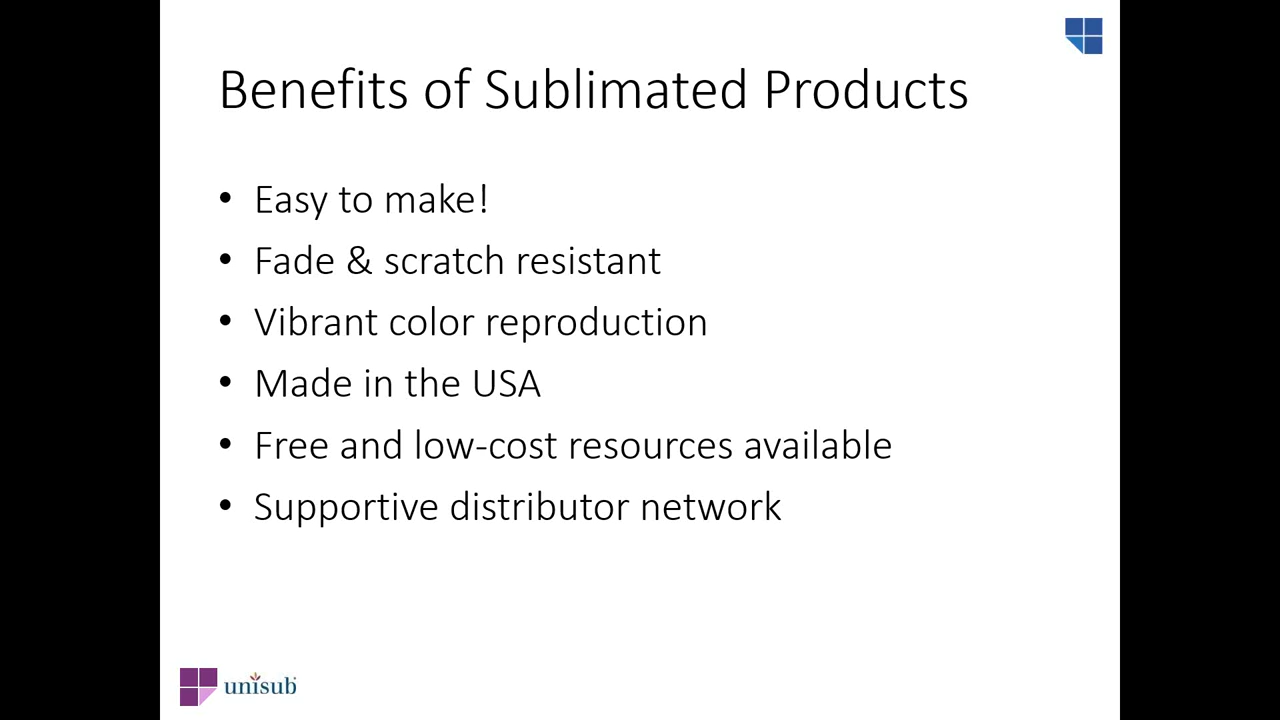 Benefits of Sublimated Products
• Easy to make!
• Fade & scratch resistant
• Vibrant color reproduction
• Made in the USA
• Free and low-cost resources available
• Supportive distributor network
unisub